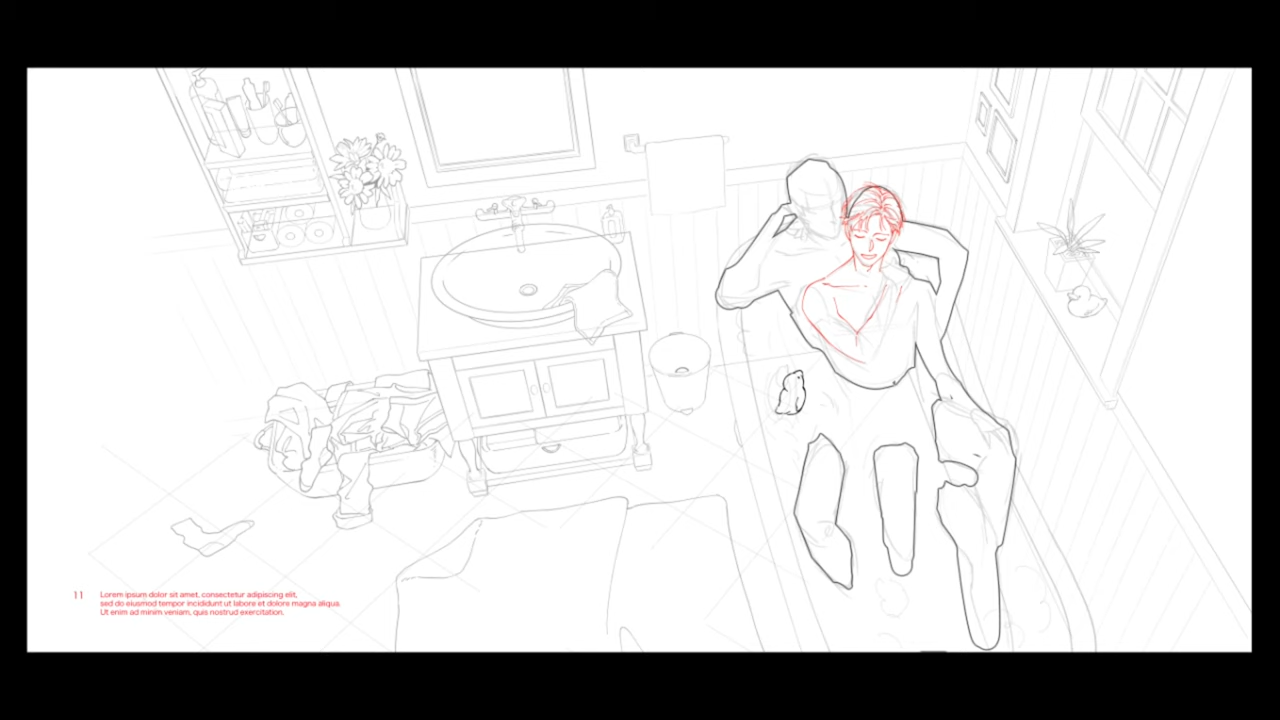 11
Lorem ipsum dolor sit amet, consectetur adipiscing elit,
sed do eiusmod tempor incididunt ut labore et dolore magna aliqua.
Ut enim ad minim veniam, quis nostrud exercitation.